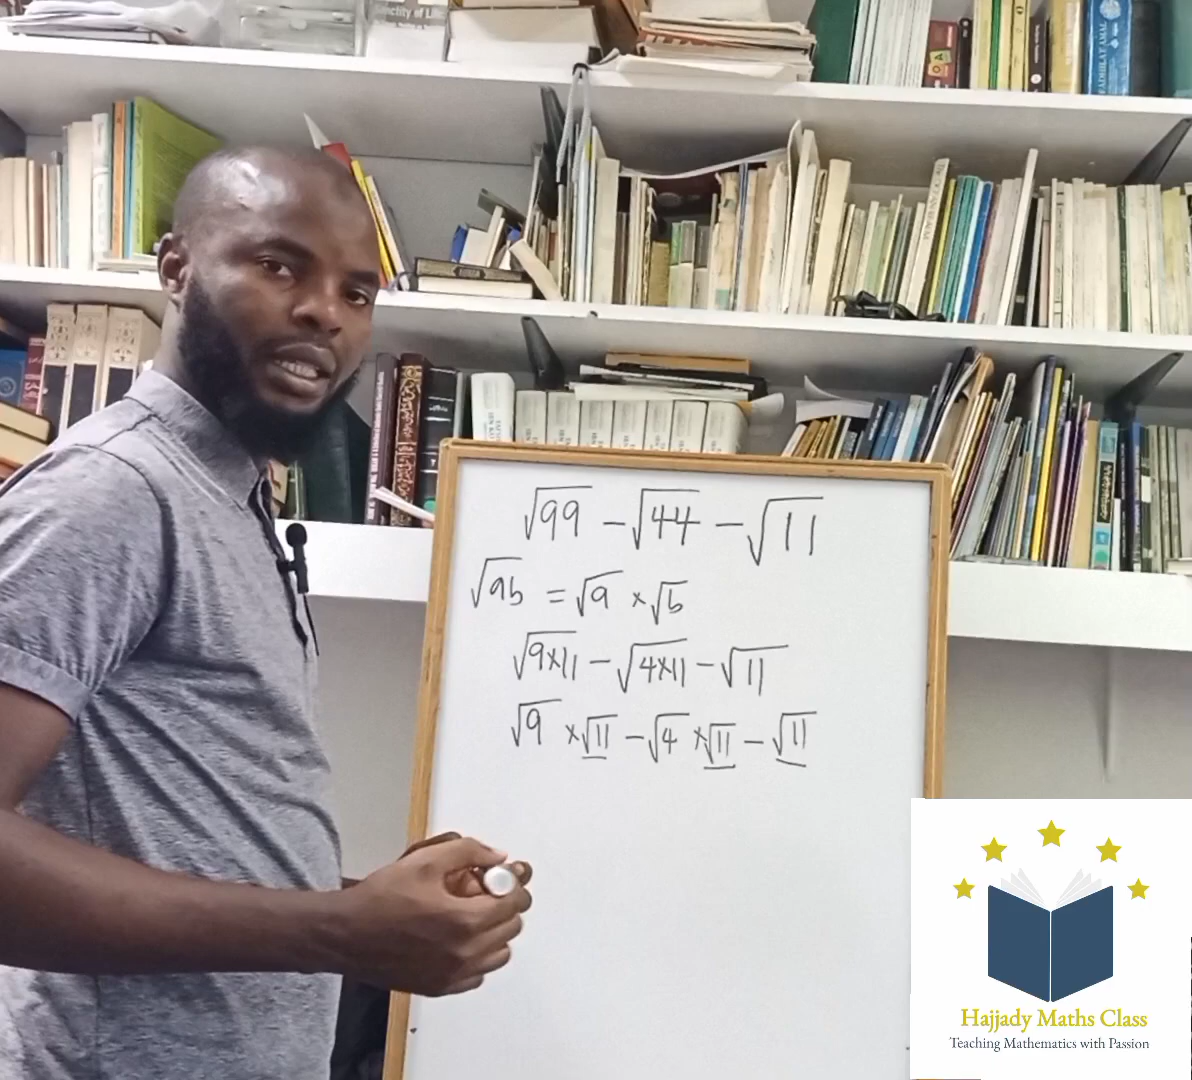 √99 - √44 - √11
√ab = √a × √b
√9×11 - √4×11 - √11
√9 × √11 - √4 × √11 - √11
Hajjady Maths Class
Teaching Mathematics with Passion